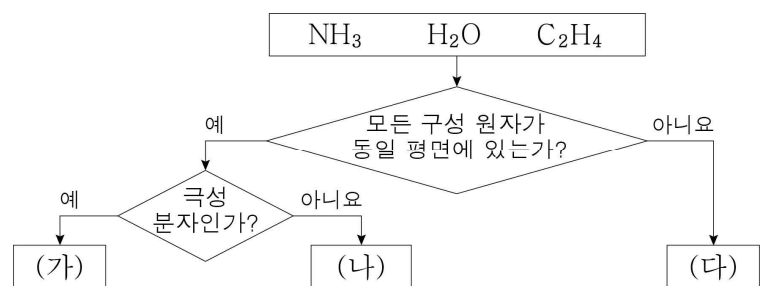 NH₃ H₂O C₂H₄
모든 구성 원자가
동일 평면에 있는가?
예
아니요
극성
분자인가?
예
아니요
(가)
(나)
(다)